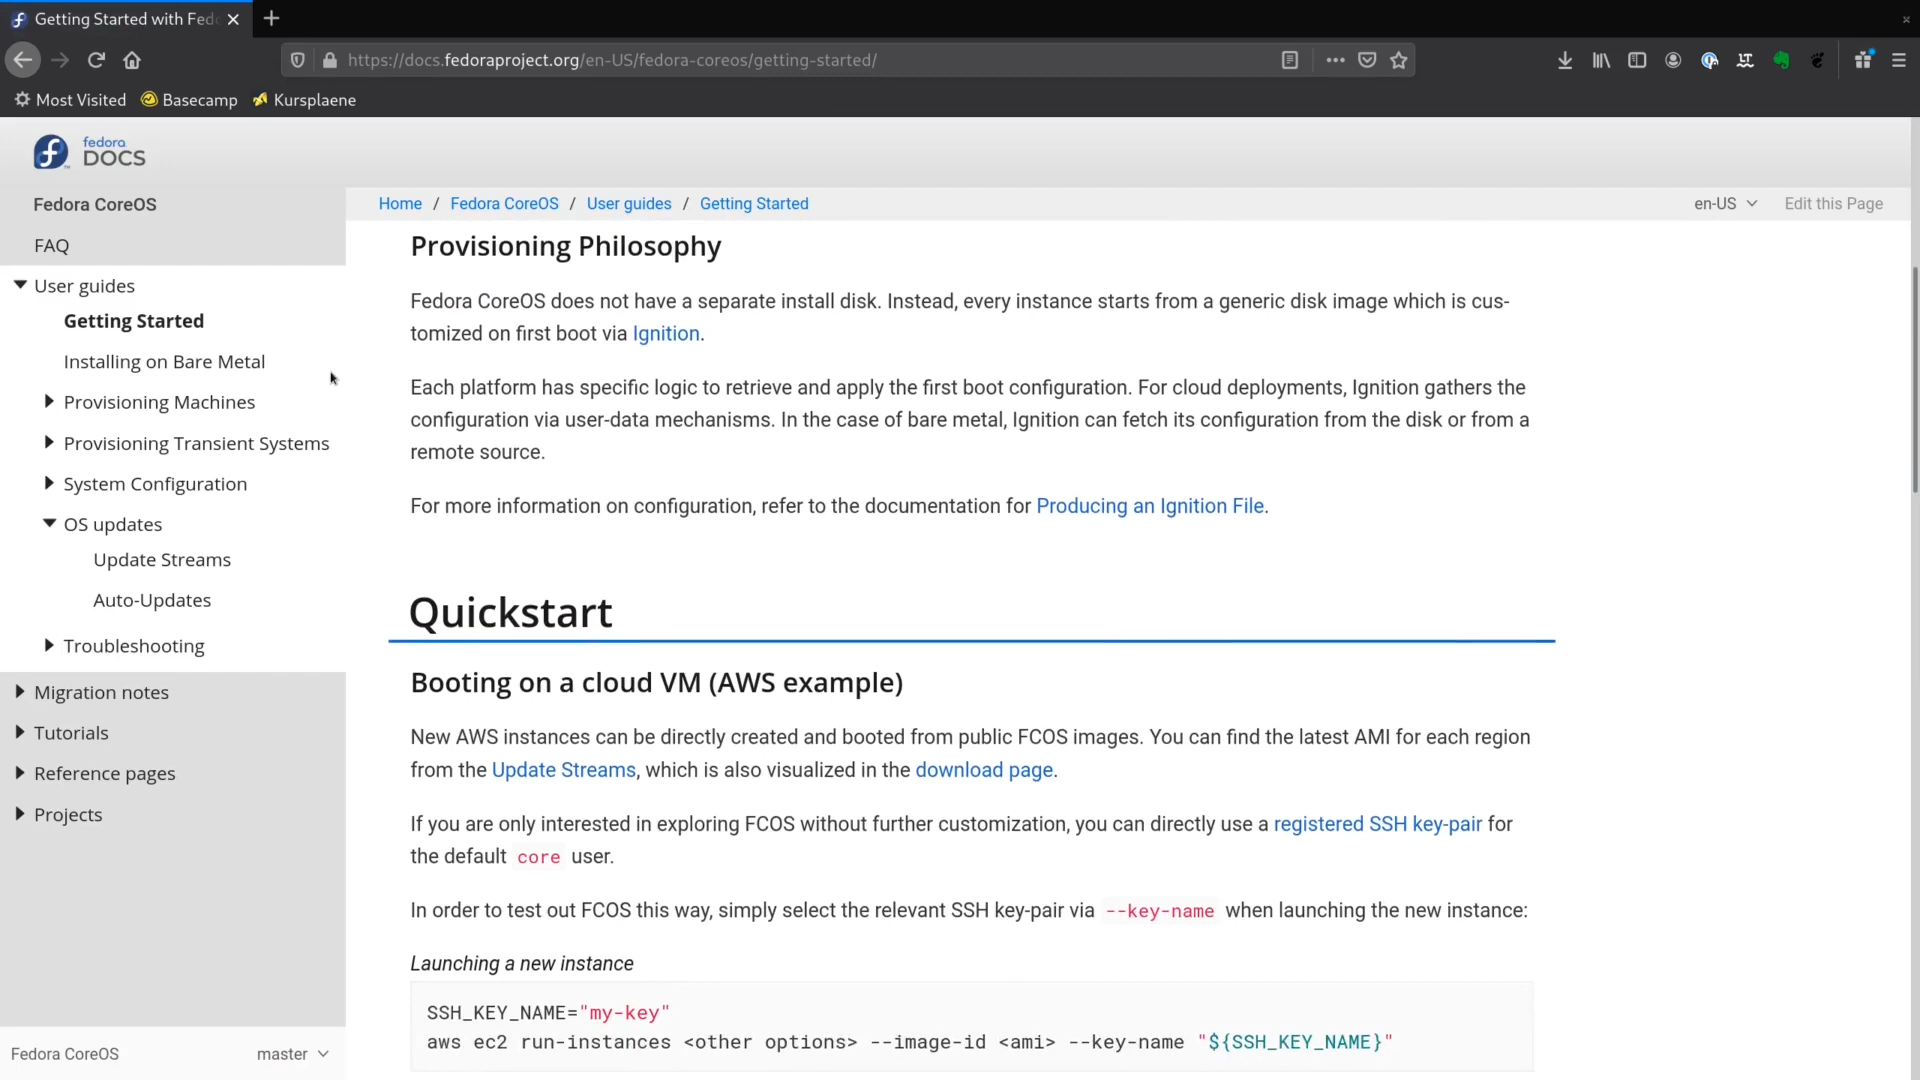 Getting Started with Fed
https://docs.fedoraproject.org/en-US/fedora-coreos/getting-started/
Most Visited Basecamp Kursplaene
fedora
DOCS
Fedora CoreOS
FAQ
User guides
Getting Started
Installing on Bare Metal
Provisioning Machines
Provisioning Transient Systems
System Configuration
OS updates
Update Streams
Auto-Updates
Troubleshooting
Migration notes
Tutorials
Reference pages
Projects
Fedora CoreOS master
Home / Fedora CoreOS / User guides / Getting Started
en-US Edit this Page
Provisioning Philosophy
Fedora CoreOS does not have a separate install disk. Instead, every instance starts from a generic disk image which is cus-
tomized on first boot via Ignition.
Each platform has specific logic to retrieve and apply the first boot configuration. For cloud deployments, Ignition gathers the
configuration via user-data mechanisms. In the case of bare metal, Ignition can fetch its configuration from the disk or from a
remote source.
For more information on configuration, refer to the documentation for Producing an Ignition File.
Quickstart
Booting on a cloud VM (AWS example)
New AWS instances can be directly created and booted from public FCOS images. You can find the latest AMI for each region
from the Update Streams, which is also visualized in the download page.
If you are only interested in exploring FCOS without further customization, you can directly use a registered SSH key-pair for
the default core user.
In order to test out FCOS this way, simply select the relevant SSH key-pair via --key-name when launching the new instance:
Launching a new instance
SSH_KEY_NAME="my-key"
aws ec2 run-instances <other options> --image-id <ami> --key-name "${SSH_KEY_NAME}"